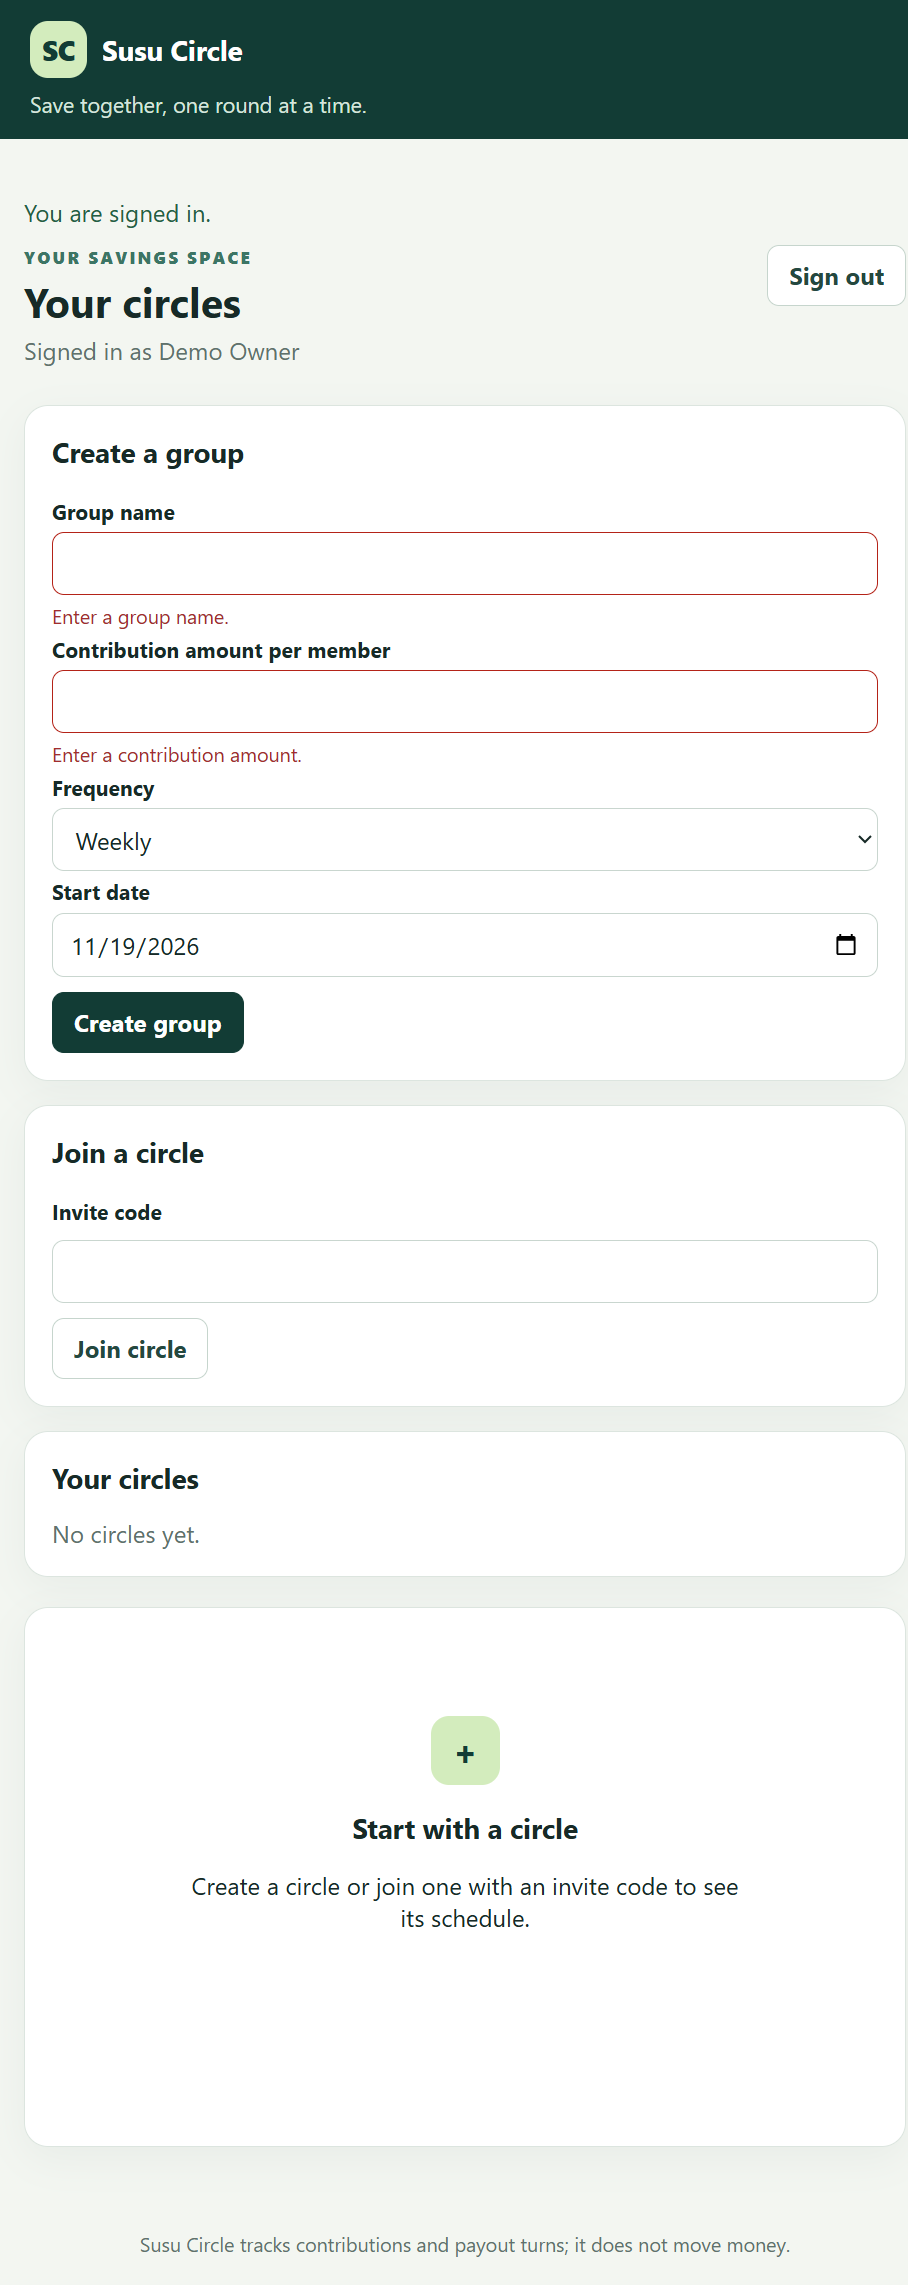 SC Susu Circle
Save together, one round at a time.
You are signed in.
YOUR SAVINGS SPACE
Your circles
Signed in as Demo Owner
Sign out
Create a group
Group name
Enter a group name.
Contribution amount per member
Enter a contribution amount.
Frequency
Weekly
Start date
11/19/2026
Create group
Join a circle
Invite code
Join circle
Your circles
No circles yet.
+
Start with a circle
Create a circle or join one with an invite code to see
its schedule.
Susu Circle tracks contributions and payout turns; it does not move money.